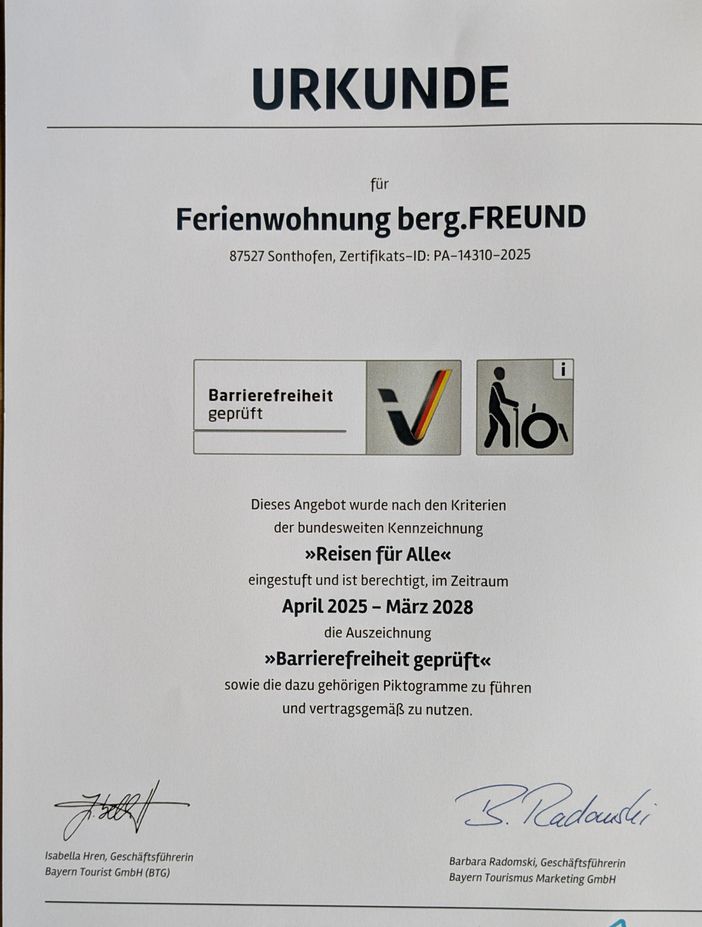 URKUNDE
für
Ferienwohnung berg.FREUND
87527 Sonthofen, Zertifikats-ID: PA-14310-2025
Barrierefreiheit
geprüft
i
Dieses Angebot wurde nach den Kriterien
der bundesweiten Kennzeichnung
»Reisen für Alle«
eingestuft und ist berechtigt, im Zeitraum
April 2025 – März 2028
die Auszeichnung
»Barrierefreiheit geprüft«
sowie die dazu gehörigen Piktogramme zu führen
und vertragsgemäß zu nutzen.
B. Radomski
Isabella Hren, Geschäftsführerin
Bayern Tourist GmbH (BTG)
Barbara Radomski, Geschäftsführerin
Bayern Tourismus Marketing GmbH